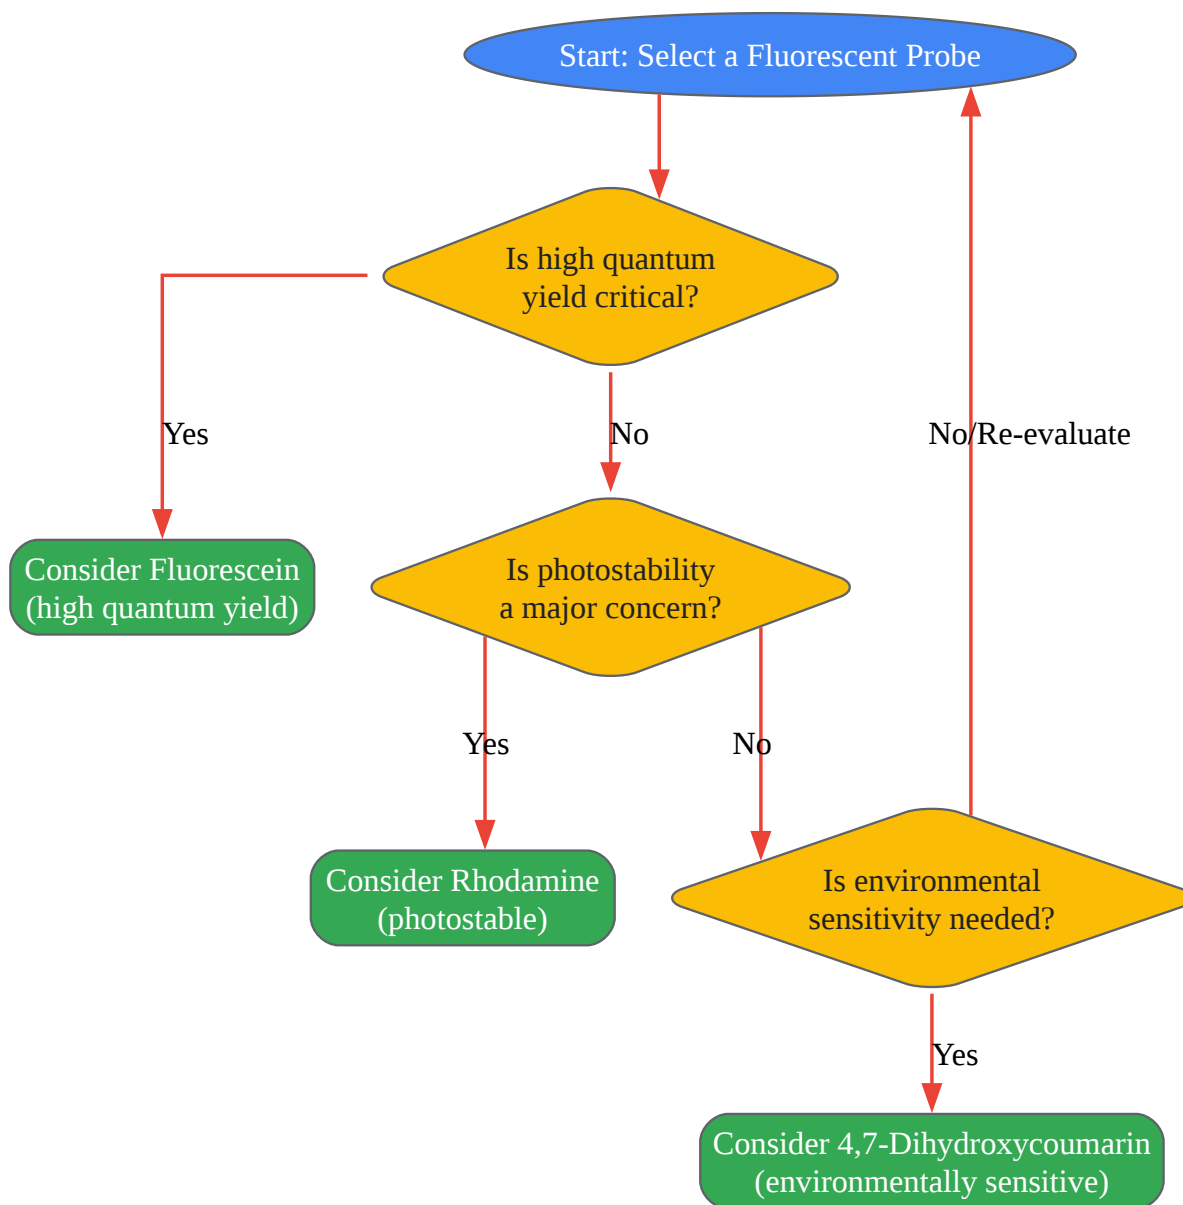 Start: Select a Fluorescent Probe
Is high quantum
yield critical?
Yes
No
No/Re-evaluate
Consider Fluorescein
(high quantum yield)
Is photostability
a major concern?
Yes
No
Consider Rhodamine
(photostable)
Is environmental
sensitivity needed?
Yes
Consider 4,7-Dihydroxycoumarin
(environmentally sensitive)